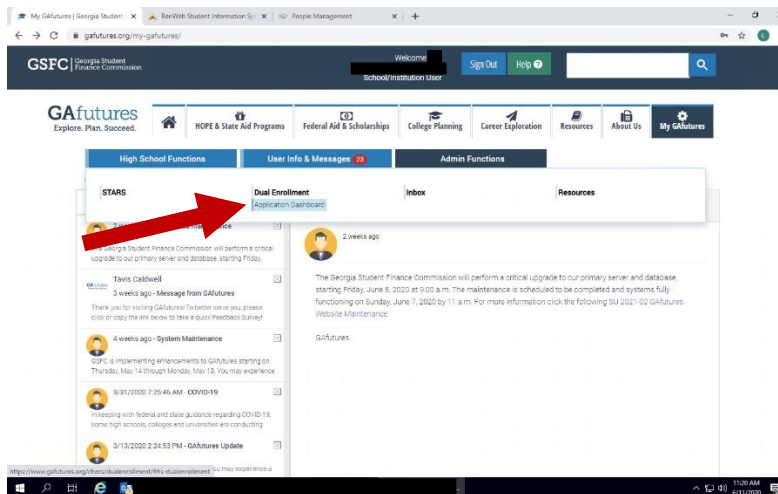 My GAfutures | Georgia Student
RenWeb Student Information Sy
People Management
gafutures.org/my-gafutures/
GSFC
Georgia Student
Finance Commission
Welcome
School/Institution User
Sign Out
Help
GAfutures
Explore. Plan. Succeed.
HOPE & State Aid Programs
Federal Aid & Scholarships
College Planning
Career Exploration
Resources
About Us
My GAfutures
High School Functions
User Info & Messages 23
Admin Functions
STARS
Dual Enrollment
Inbox
Resources
Application Dashboard
2 weeks
Maintenance
The Georgia Student Finance Commission will perform a critical
upgrade to our primary server and database, starting Friday,
Tavis Caldwell
3 weeks ago - Message from GAfutures
Thank you for visiting GAfutures! To better serve you, please
click or copy the link below to take a quick Feedback Survey!
4 weeks ago - System Maintenance
GSFC is implementing enhancements to GAfutures starting on
Thursday, May 14 through Monday, May 18. You may experience
3/31/2020 7:25:46 AM - COVID-19
In keeping with federal and state guidance regarding COVID-19,
some high schools, colleges and universities are conducting
3/13/2020 2:24:53 PM - GAfutures Update
ou may experience a
2 weeks ago
The Georgia Student Finance Commission will perform a critical upgrade to our primary server and database,
starting Friday, June 5, 2020 at 9:00 a.m. The maintenance is scheduled to be completed and systems fully
functioning on Sunday, June 7, 2020 by 11 a.m. For more information click the following SU 2021-02 GAfutures
Website Maintenance
GAfutures
https://www.gafutures.org/checs/dualenrollment/#hs-dualenrollment
11:20 AM
6/11/2020